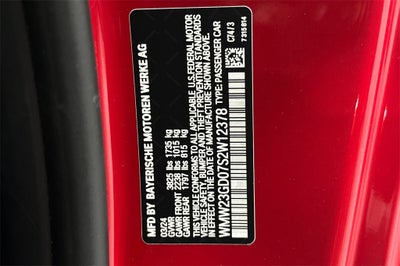 MFD BY BAYERISCHE MOTOREN WERKE AG
03/24
GVWR 3825 lbs 1735 kg
GAWR FRONT 2238 lbs 1015 kg
GAWR REAR 1797 lbs 815 kg
THIS VEHICLE CONFORMS TO ALL APPLICABLE U.S.FEDERAL MOTOR
VEHICLE SAFETY, BUMPER AND THEFT PREVENTION STANDARDS
IN EFFECT ON THE DATE OF MANUFACTURE SHOWN ABOVE.
WMW23GD07S2W12378 TYPE: PASSENGER CAR
C74/3
7 315 814